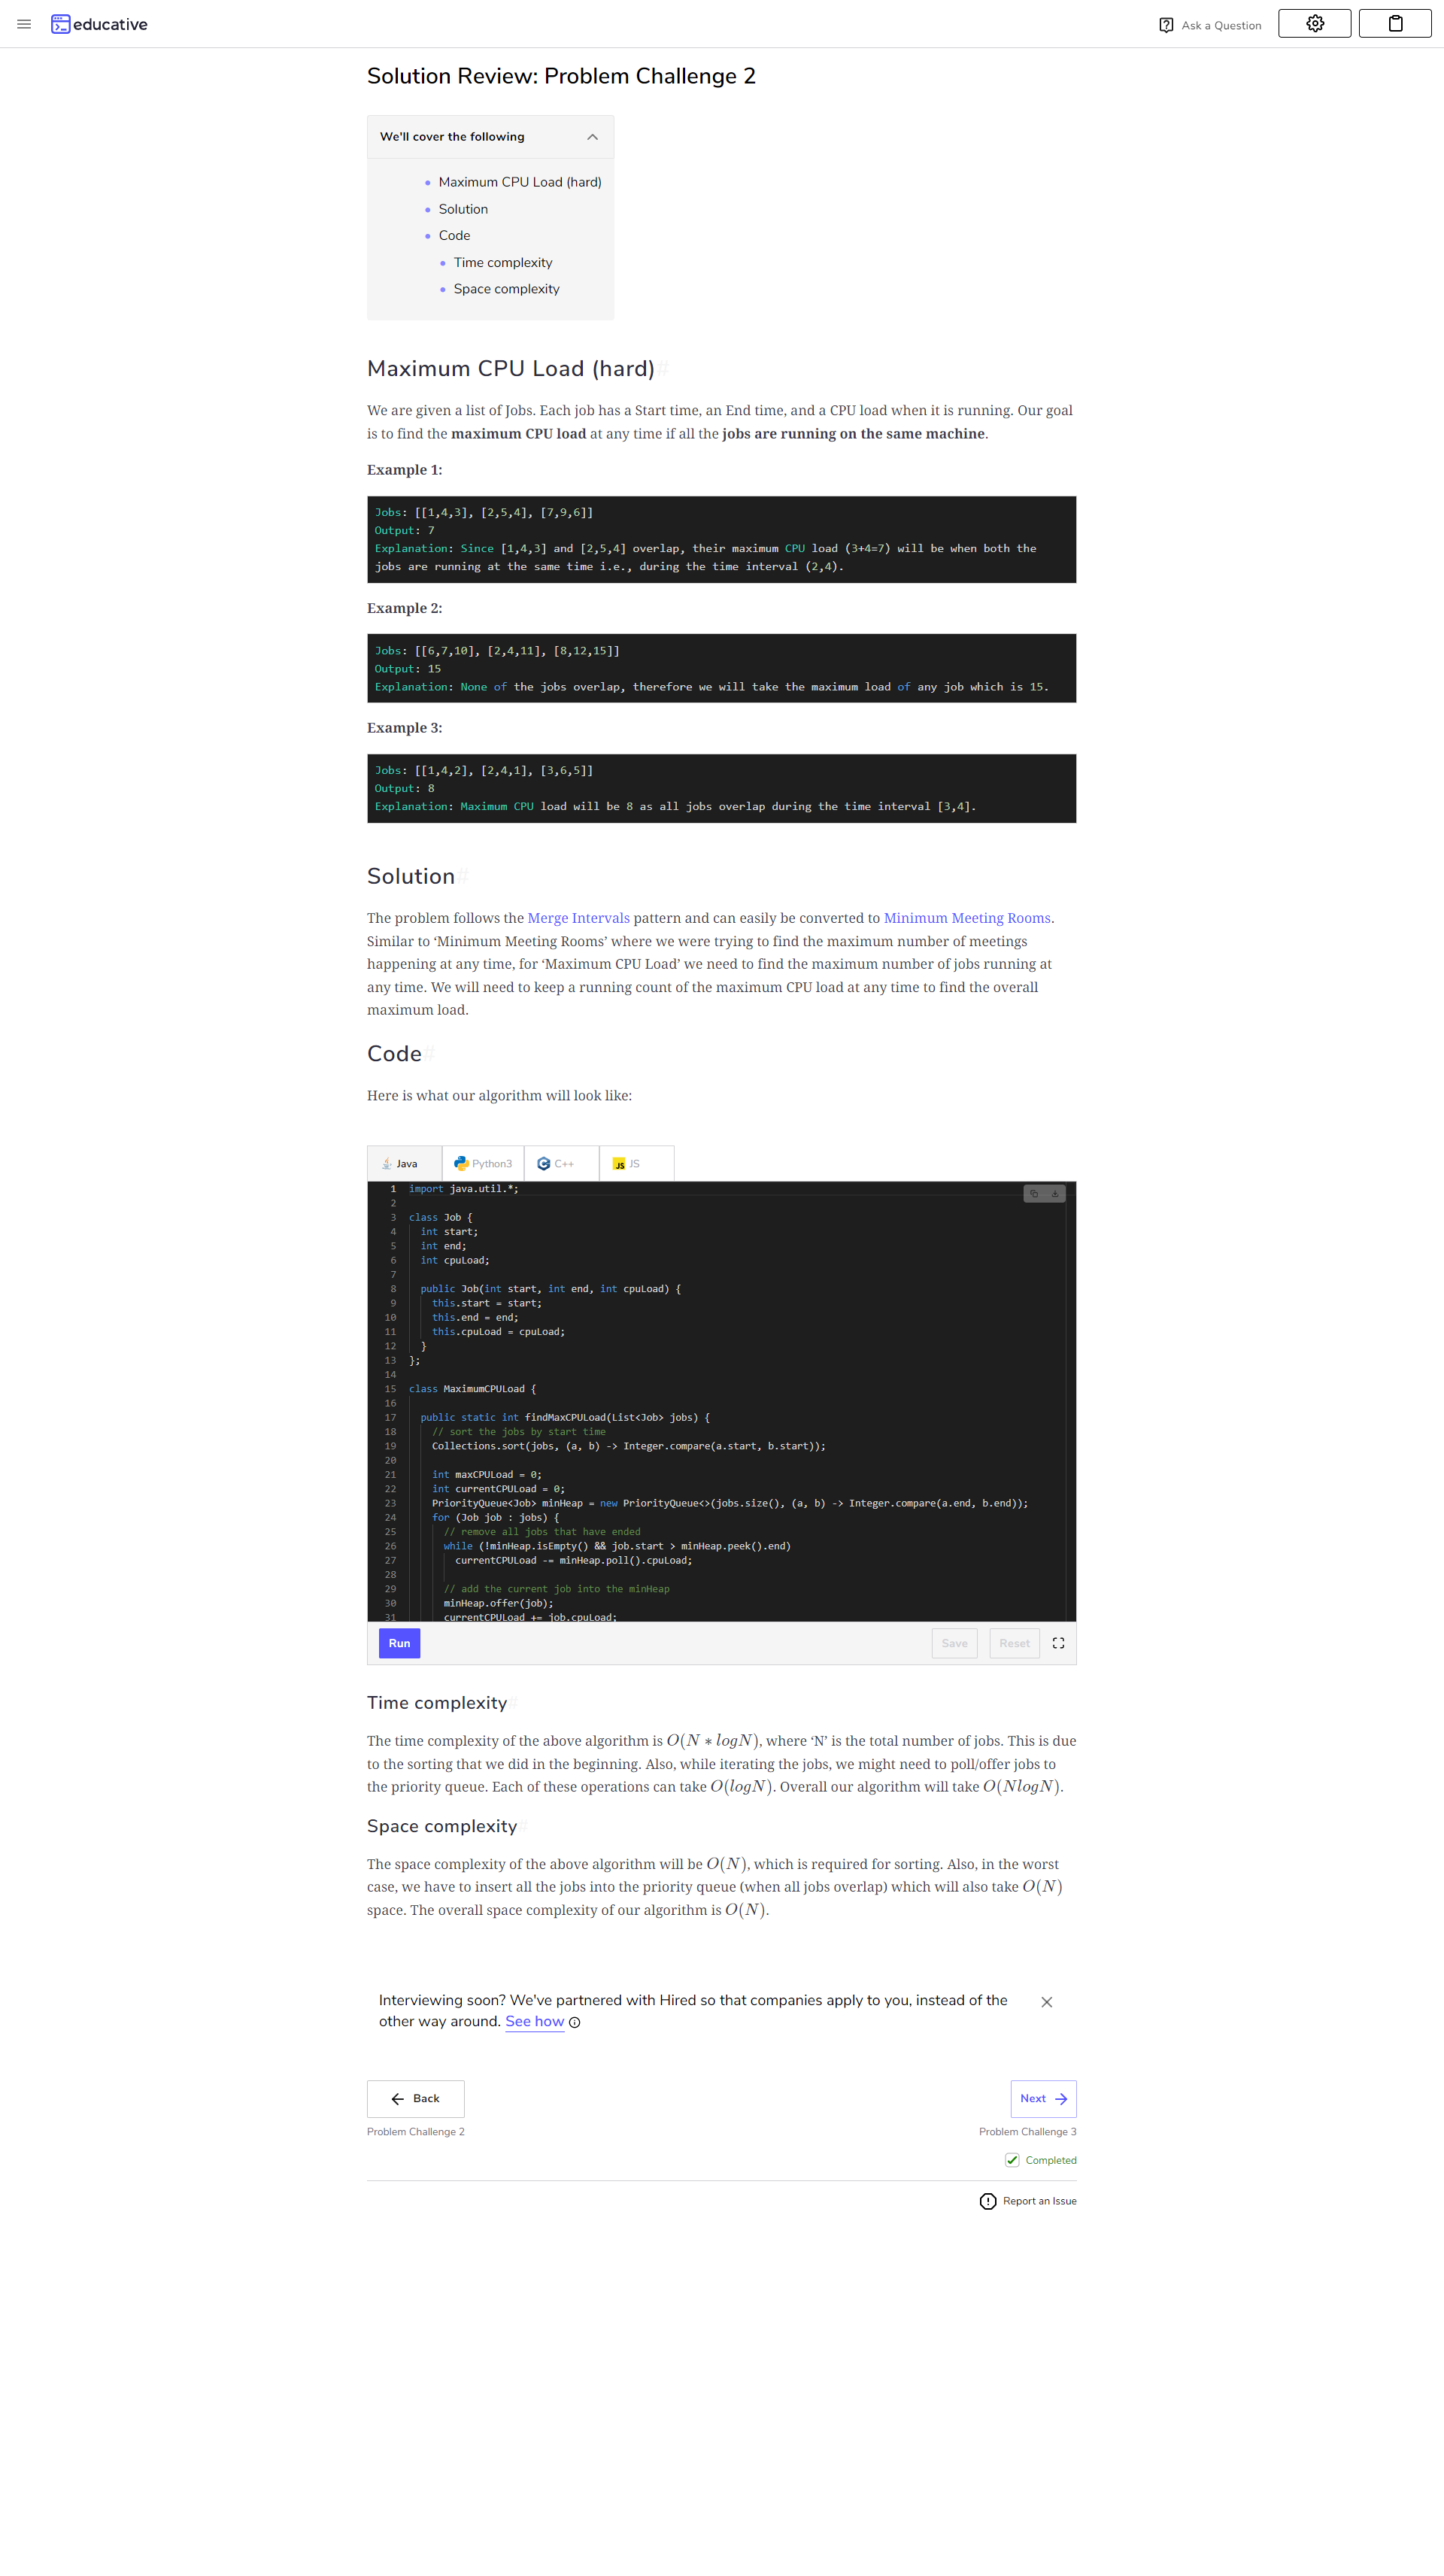 educative
Ask a Question
Solution Review: Problem Challenge 2
We'll cover the following
Maximum CPU Load (hard)
Solution
Code
Time complexity
Space complexity
Maximum CPU Load (hard)#
We are given a list of Jobs. Each job has a Start time, an End time, and a CPU load when it is running. Our goal
is to find the maximum CPU load at any time if all the jobs are running on the same machine.
Example 1:
Jobs: [[1,4,3], [2,5,4], [7,9,6]]
Output: 7
Explanation: Since [1,4,3] and [2,5,4] overlap, their maximum CPU load (3+4=7) will be when both the
jobs are running at the same time i.e., during the time interval (2,4).
Example 2:
Jobs: [[6,7,10], [2,4,11], [8,12,15]]
Output: 15
Explanation: None of the jobs overlap, therefore we will take the maximum load of any job which is 15.
Example 3:
Jobs: [[1,4,2], [2,4,1], [3,6,5]]
Output: 8
Explanation: Maximum CPU load will be 8 as all jobs overlap during the time interval [3,4].
Solution#
The problem follows the Merge Intervals pattern and can easily be converted to Minimum Meeting Rooms.
Similar to ‘Minimum Meeting Rooms’ where we were trying to find the maximum number of meetings
happening at any time, for ‘Maximum CPU Load’ we need to find the maximum number of jobs running at
any time. We will need to keep a running count of the maximum CPU load at any time to find the overall
maximum load.
Code#
Here is what our algorithm will look like:
Java Python3 C++ JS JS
1 import java.util.*;
2
3 class Job {
4 int start;
5 int end;
6 int cpuLoad;
7
8 public Job(int start, int end, int cpuLoad) {
9 this.start = start;
10 this.end = end;
11 this.cpuLoad = cpuLoad;
12 }
13 };
14
15 class MaximumCPULoad {
16
17 public static int findMaxCPULoad(List<Job> jobs) {
18 // sort the jobs by start time
19 Collections.sort(jobs, (a, b) -> Integer.compare(a.start, b.start));
20
21 int maxCPULoad = 0;
22 int currentCPULoad = 0;
23 PriorityQueue<Job> minHeap = new PriorityQueue<>(jobs.size(), (a, b) -> Integer.compare(a.end, b.end));
24 for (Job job : jobs) {
25 // remove all jobs that have ended
26 while (!minHeap.isEmpty() && job.start > minHeap.peek().end)
27 currentCPULoad -= minHeap.poll().cpuLoad;
28
29 // add the current job into the minHeap
30 minHeap.offer(job);
31 currentCPULoad += job.cpuLoad;
Run
Save
Reset
Time complexity#
The time complexity of the above algorithm is O(N ∗ logN), where ‘N’ is the total number of jobs. This is due
to the sorting that we did in the beginning. Also, while iterating the jobs, we might need to poll/offer jobs to
the priority queue. Each of these operations can take O(logN). Overall our algorithm will take O(NlogN).
Space complexity#
The space complexity of the above algorithm will be O(N), which is required for sorting. Also, in the worst
case, we have to insert all the jobs into the priority queue (when all jobs overlap) which will also take O(N)
space. The overall space complexity of our algorithm is O(N).
Interviewing soon? We've partnered with Hired so that companies apply to you, instead of the
other way around. See how
Back
Next
Problem Challenge 2
Problem Challenge 3
Completed
Report an Issue